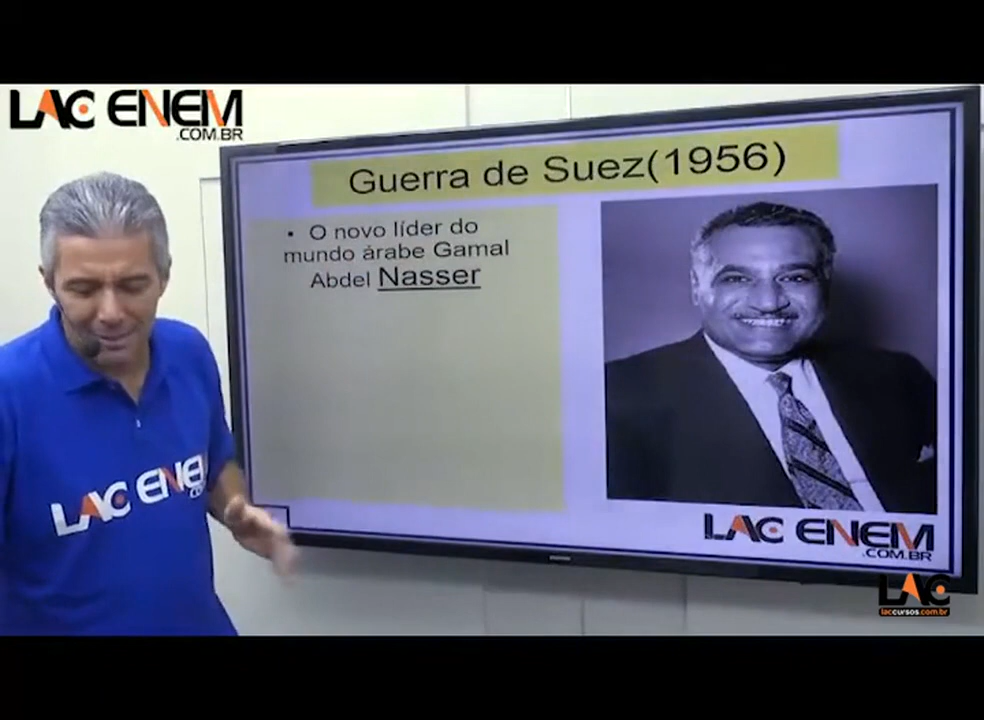 LAC ENEM
.COM.BR
Guerra de Suez(1956)
• O novo líder do
mundo árabe Gamal
Abdel Nasser
LAC ENEM
LAC ENEM
.COM.BR
LAC
laccursos.com.br